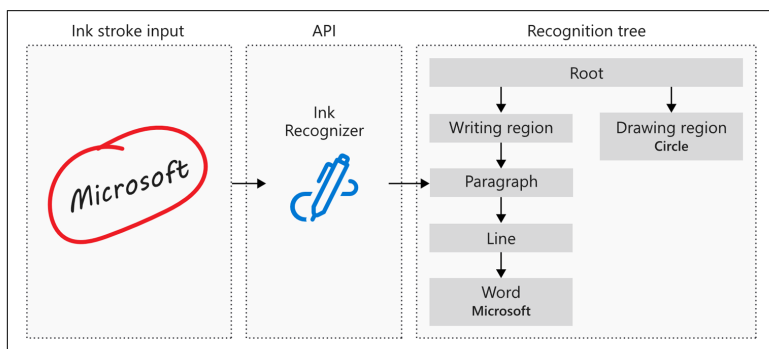 Ink stroke input
Microsoft
API
Ink
Recognizer
Recognition tree
Root
Writing region
Drawing region
Circle
Paragraph
Line
Word
Microsoft